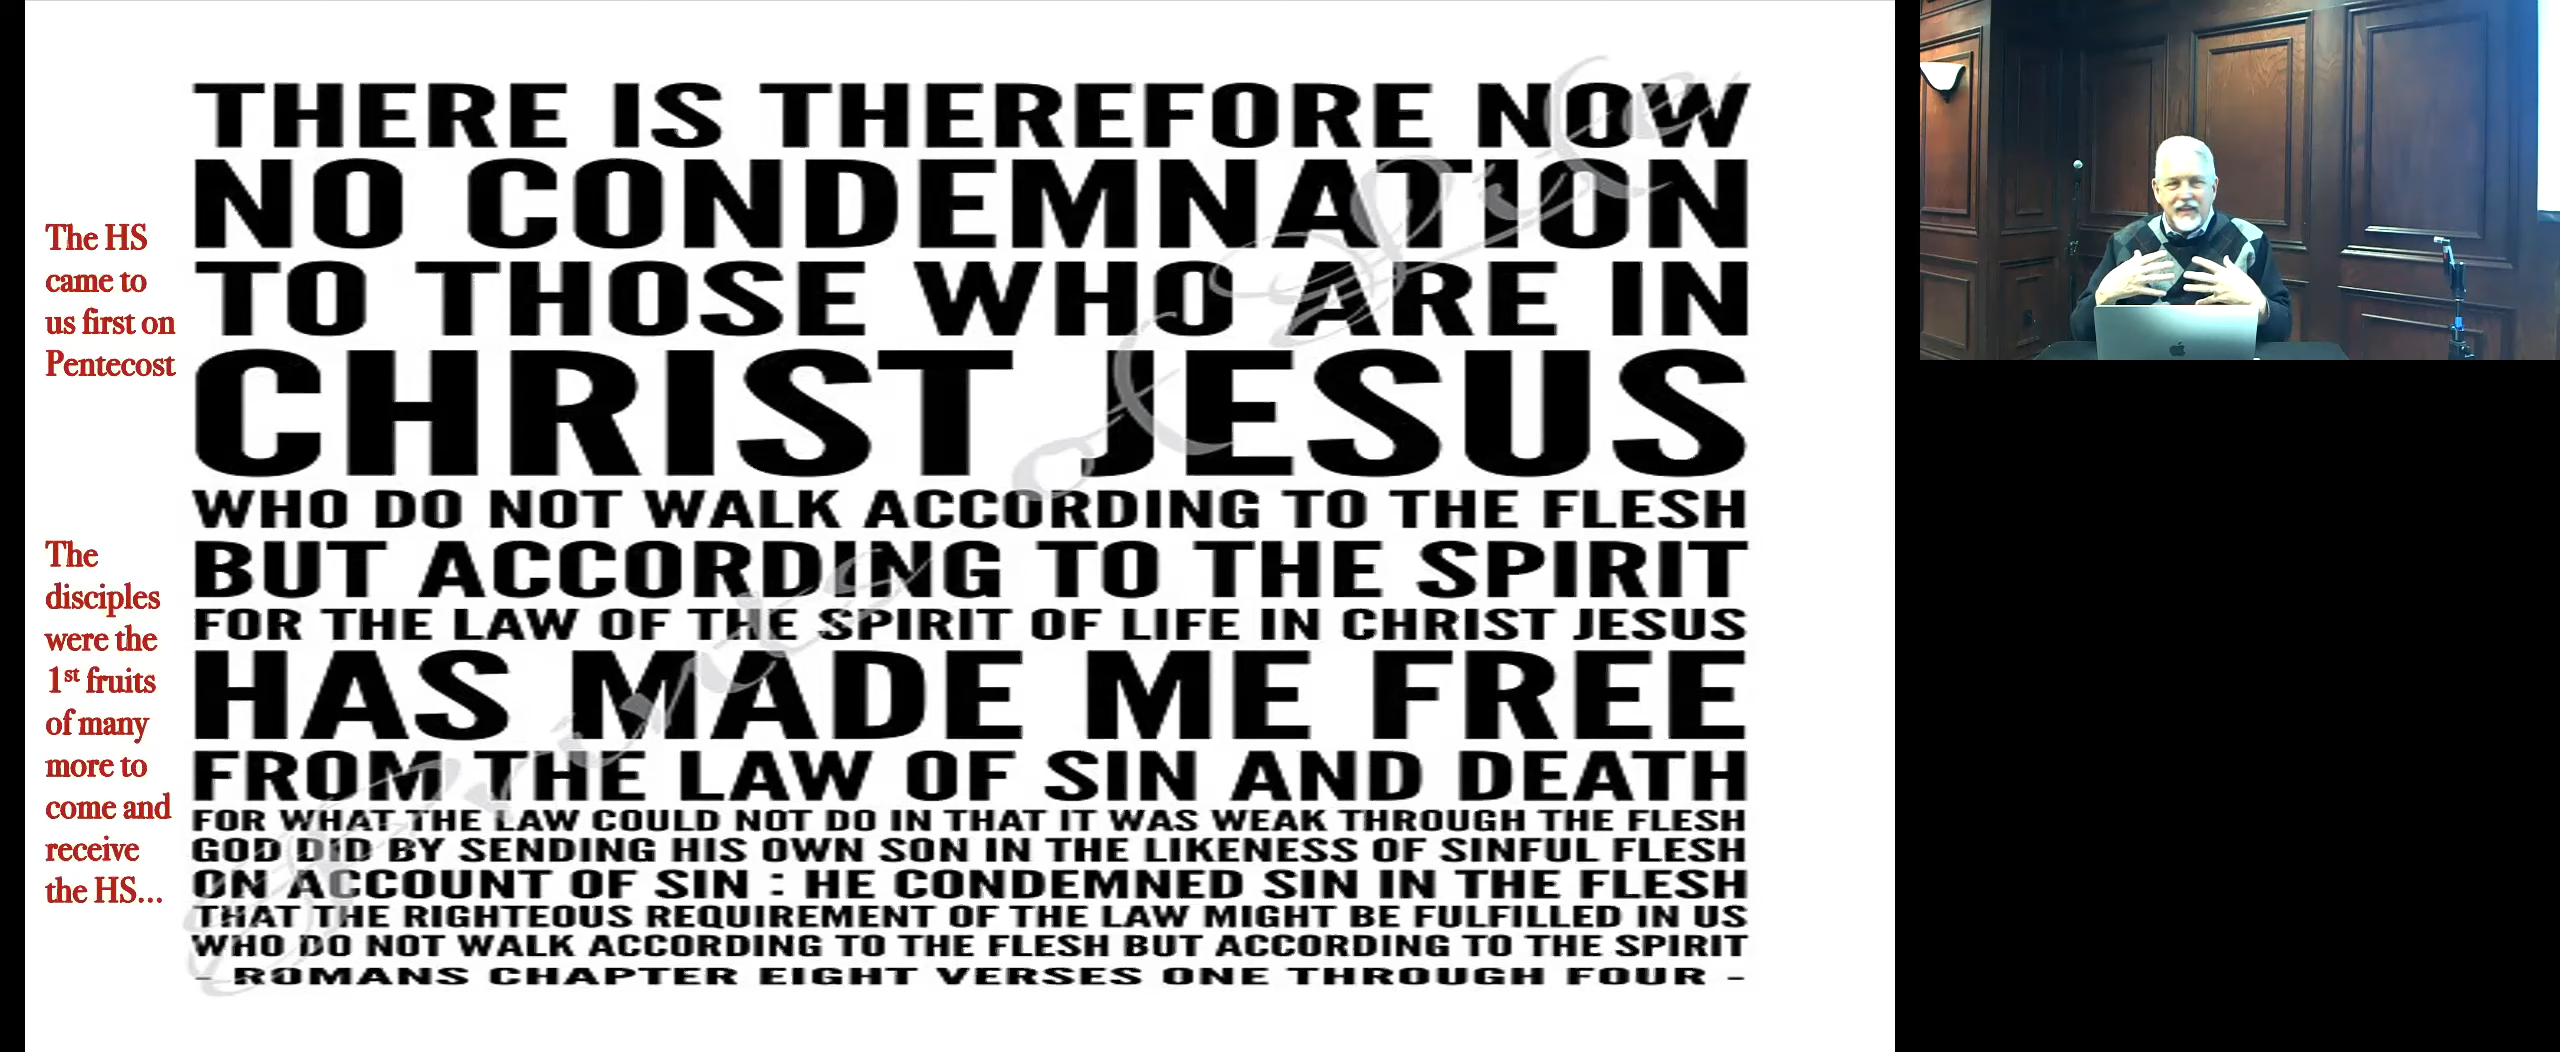 The HS
came to
us first on
Pentecost
The
disciples
were the
1st fruits
of many
more to
come and
receive
the HS...
THERE IS THEREFORE NOW
NO CONDEMNATION
TO THOSE WHO ARE IN
CHRIST JESUS
WHO DO NOT WALK ACCORDING TO THE FLESH
BUT ACCORDING TO THE SPIRIT
FOR THE LAW OF THE SPIRIT OF LIFE IN CHRIST JESUS
HAS MADE ME FREE
FROM THE LAW OF SIN AND DEATH
FOR WHAT THE LAW COULD NOT DO IN THAT IT WAS WEAK THROUGH THE FLESH
GOD DID BY SENDING HIS OWN SON IN THE LIKENESS OF SINFUL FLESH
ON ACCOUNT OF SIN : HE CONDEMNED SIN IN THE FLESH
THAT THE RIGHTEOUS REQUIREMENT OF THE LAW MIGHT BE FULFILLED IN US
WHO DO NOT WALK ACCORDING TO THE FLESH BUT ACCORDING TO THE SPIRIT
- ROMANS CHAPTER EIGHT VERSES ONE THROUGH FOUR -
Prints of Life